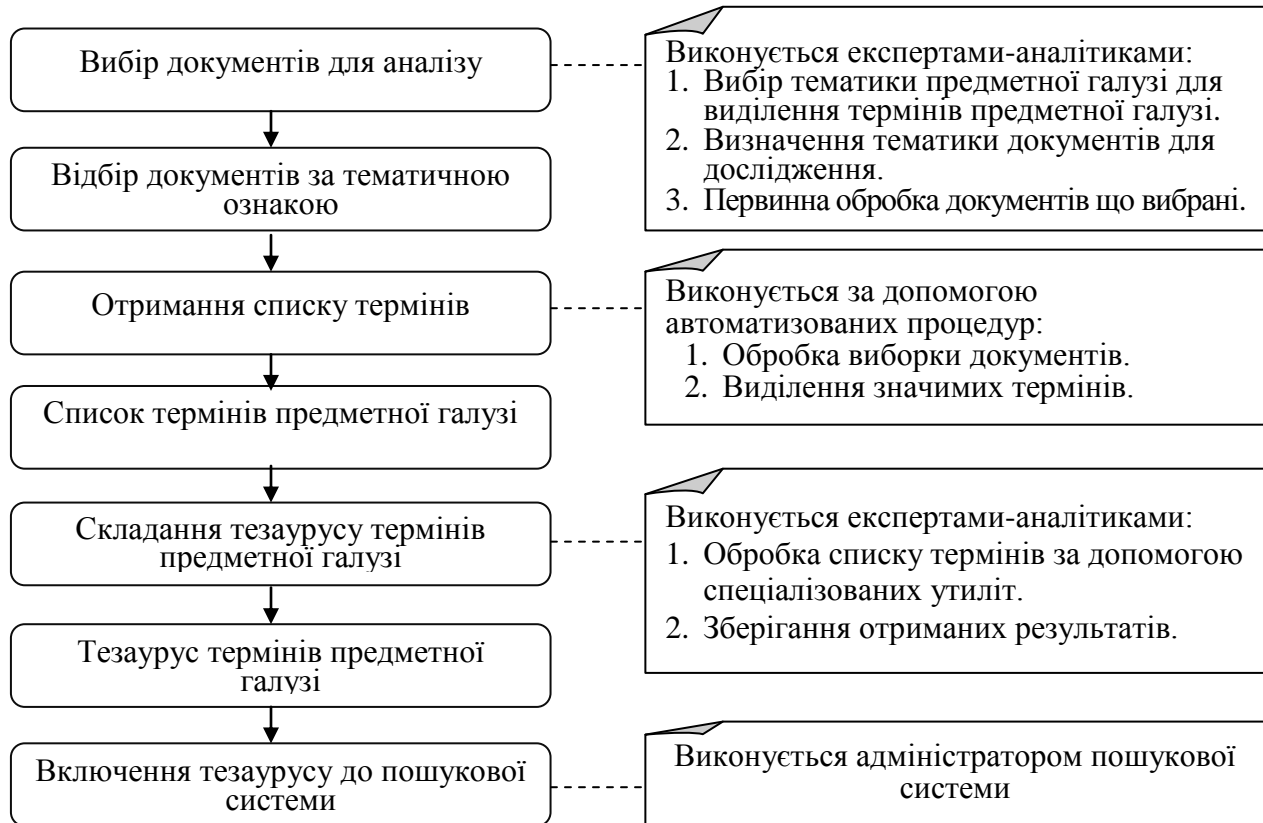 Вибір документів для аналізу
Виконується експертами-аналітиками:
1. Вибір тематики предметної галузі для
виділення термінів предметної галузі.
2. Визначення тематики документів для
дослідження.
3. Первинна обробка документів що вибрані.
Відбір документів за тематичною
ознакою
Отримання списку термінів
Виконується за допомогою
автоматизованих процедур:
1. Обробка виборки документів.
2. Виділення значимих термінів.
Список термінів предметної галузі
Складання тезаурусу термінів
предметної галузі
Виконується експертами-аналітиками:
1. Обробка списку термінів за допомогою
спеціалізованих утиліт.
2. Зберігання отриманих результатів.
Тезаурус термінів предметної
галузі
Включення тезаурусу до пошукової
системи
Виконується адміністратором пошукової
системи